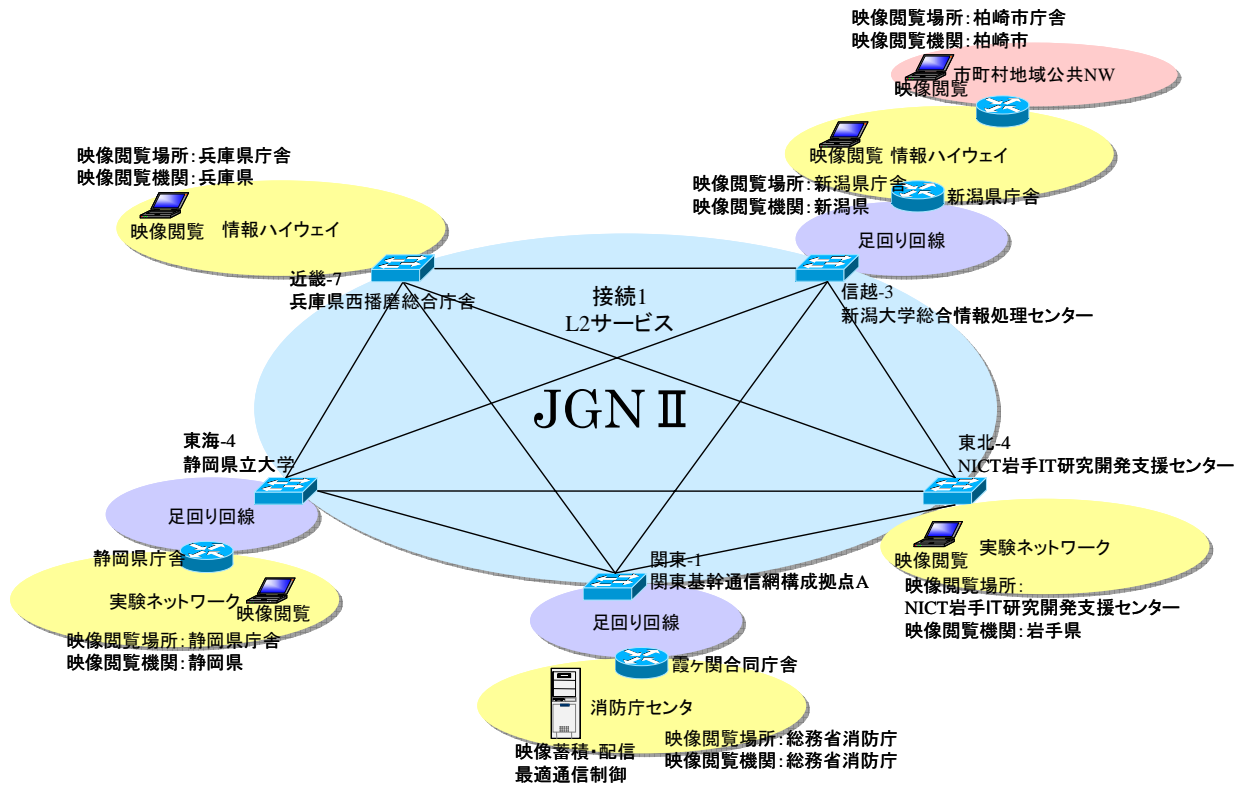 映像閲覧場所：柏崎市庁舎
映像閲覧機関：柏崎市
市町村地域公共NW
映像閲覧
映像閲覧 情報ハイウェイ
映像閲覧場所：新潟県庁舎
映像閲覧機関：新潟県
新潟県庁舎
足回り回線
映像閲覧場所：兵庫県庁舎
映像閲覧機関：兵庫県
映像閲覧 情報ハイウェイ
近畿-7
兵庫県西播磨総合庁舎
接続1
L2サービス
信越-3
新潟大学総合情報処理センター
JGNⅡ
東海-4
静岡県立大学
足回り回線
静岡県庁舎
実験ネットワーク
映像閲覧
映像閲覧場所：静岡県庁舎
映像閲覧機関：静岡県
東北-4
NICT岩手IT研究開発支援センター
実験ネットワーク
映像閲覧
映像閲覧場所：
NICT岩手IT研究開発支援センター
映像閲覧機関：岩手県
関東-1
関東基幹通信網構成拠点A
足回り回線
霞ヶ関合同庁舎
消防庁センタ
映像蓄積・配信
最適通信制御
映像閲覧場所：総務省消防庁
映像閲覧機関：総務省消防庁